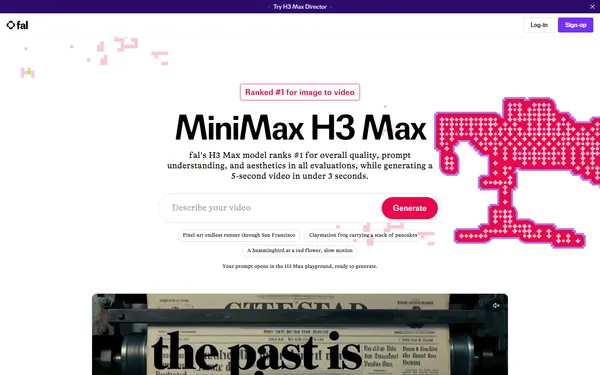 Try H3 Max Director
fal
Log-in
Sign-up
Ranked #1 for image to video
MiniMax H3 Max
fal's H3 Max model ranks #1 for overall quality, prompt
understanding, and aesthetics in all evaluations, while generating a
5-second video in under 3 seconds.
Describe your video
Generate
Pixel-art endless runner through San Francisco
Claymation frog carrying a stack of pancakes
A hummingbird at a red flower, slow motion
Your prompt opens in the H3 Max playground, ready to generate.
the past is